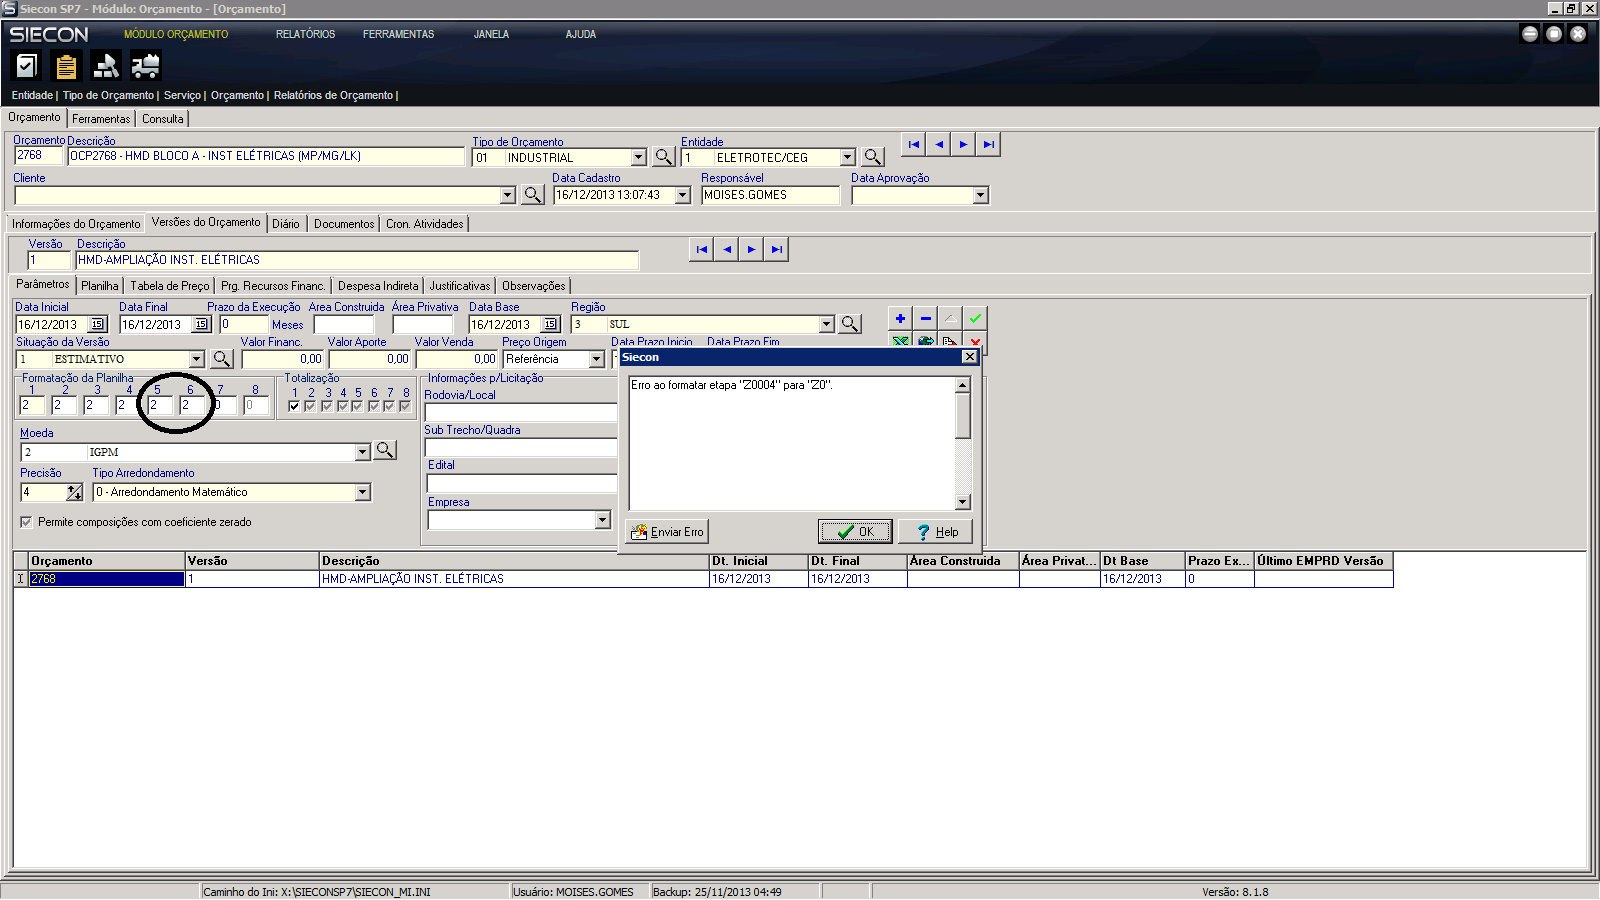 Siecon SP7 - Módulo: Orçamento - [Orçamento]
SIECON MÓDULO ORÇAMENTO RELATÓRIOS FERRAMENTAS JANELA AJUDA
Entidade | Tipo de Orçamento | Serviço | Orçamento | Relatórios de Orçamento |
Orçamento Ferramentas Consulta
Orçamento Descrição Tipo de Orçamento Entidade
2768 OCP2768 - HMD BLOCO A - INST ELÉTRICAS (MP/MG/LK) 01 INDUSTRIAL 1 ELETROTEC/CEG
Cliente Data Cadastro Responsável Data Aprovação
16/12/2013 13:07:43 MOISES.GOMES
Informações do Orçamento Versões do Orçamento Diário Documentos Cron. Atividades
Versão Descrição
1 HMD-AMPLIAÇÃO INST. ELÉTRICAS
Parâmetros Planilha Tabela de Preço Prg. Recursos Financ. Despesa Indireta Justificativas Observações
Data Inicial Data Final Prazo da Execução Área Construida Área Privativa Data Base Região
16/12/2013 15 16/12/2013 15 0 Meses 16/12/2013 15 3 SUL
Situação da Versão Valor Financ. Valor Aporte Valor Venda Preço Origem Data Prazo Inicio Data Prazo Fim
1 ESTIMATIVO 0,00 0,00 0,00 Referência
Siecon
Formatação da Planilha Totalização Informações p/Licitação
1 2 3 4 5 6 7 8 1 2 3 4 5 6 7 8
2 2 2 2 2 2 0 0
Erro ao formatar etapa "Z0004" para "Z0".
Rodovia/Local
Sub Trecho/Quadra
Moeda
2 IGPM
Edital
Precisão Tipo Arredondamento
4 0 - Arredondamento Matemático
Empresa
Permite composições com coeficiente zerado
Enviar Erro OK Help
Orçamento Versão Descrição Dt. Inicial Dt. Final Área Construida Área Privat... Dt Base Prazo Ex... Último EMPRD Versão
2768 1 HMD-AMPLIAÇÃO INST. ELÉTRICAS 16/12/2013 16/12/2013 16/12/2013 0
Caminho do Ini: X:\SIECONSP7\SIECON_MI.INI Usuário: MOISES.GOMES Backup: 25/11/2013 04:49 Versão: 8.1.8